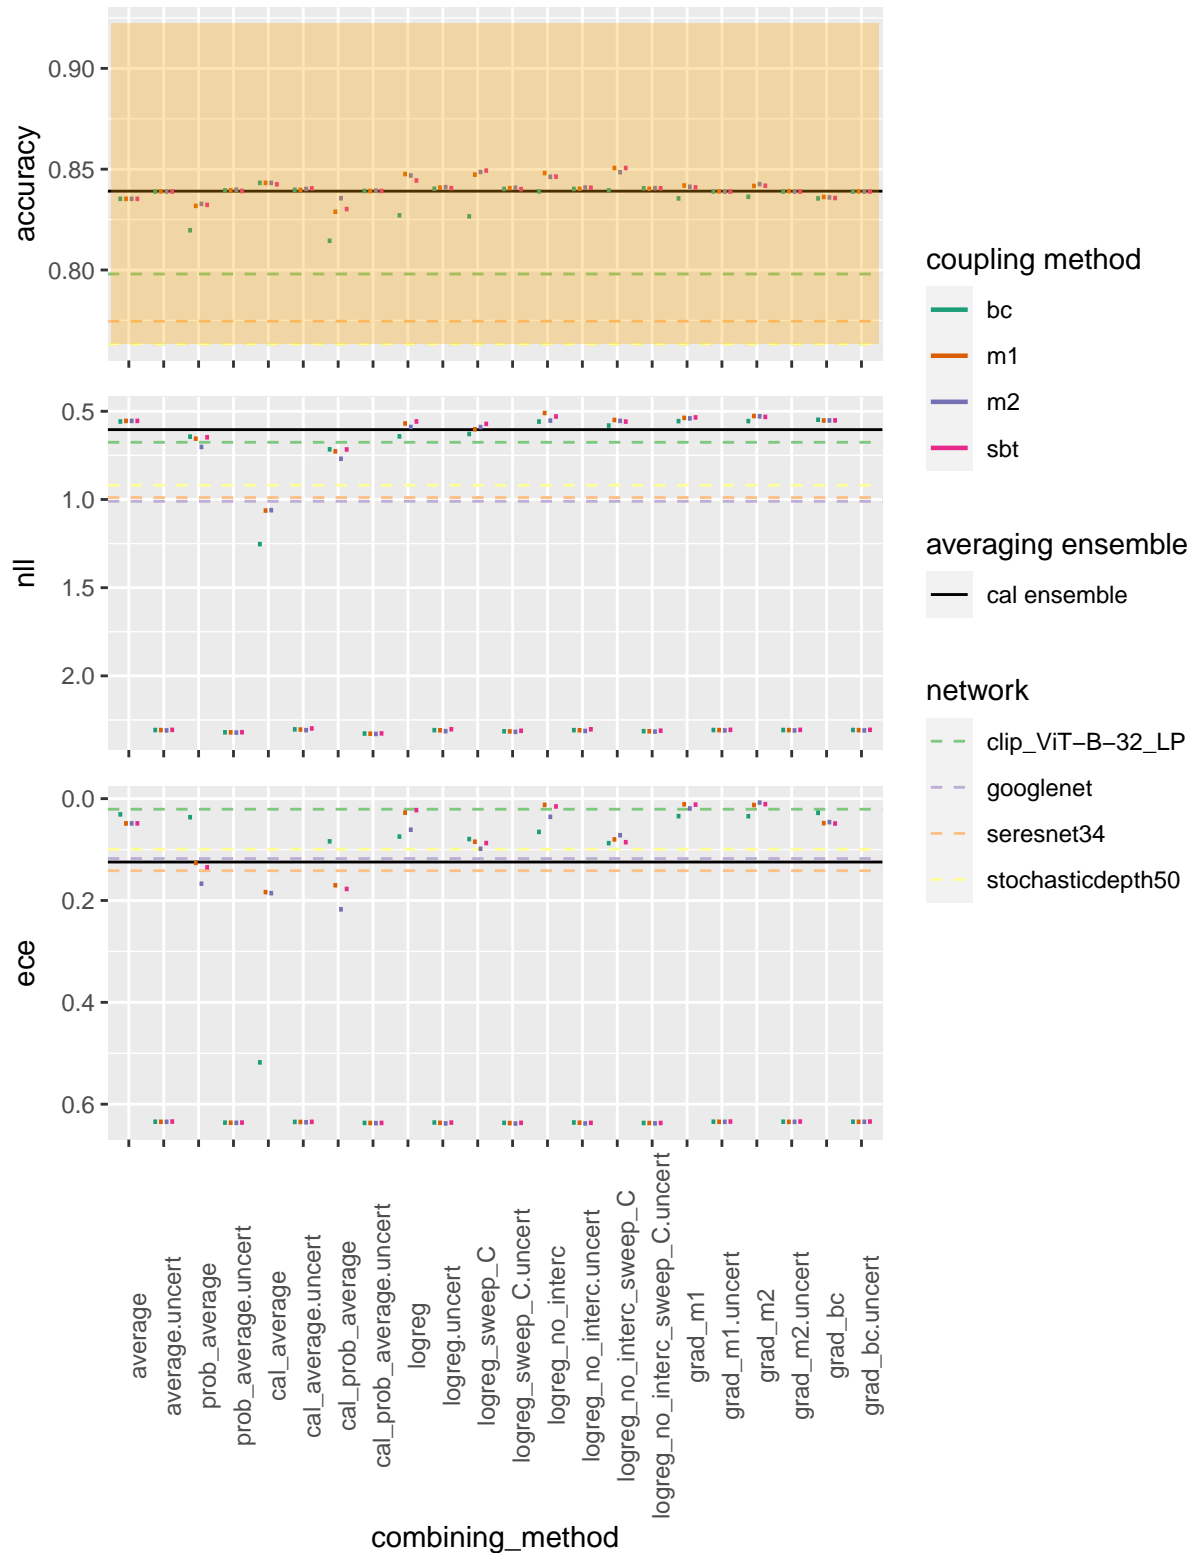 accuracy
0.90
0.85
0.80
nll
0.5
1.0
1.5
2.0
ece
0.0
0.2
0.4
0.6
average
average.uncert
prob_average
prob_average.uncert
cal_average
cal_average.uncert
cal_prob_average
cal_prob_average.uncert
logreg
logreg.uncert
logreg_sweep_C
logreg_sweep_C.uncert
logreg_no_interc
logreg_no_interc.uncert
logreg_no_interc_sweep_C
logreg_no_interc_sweep_C.uncert
grad_m1
grad_m1.uncert
grad_m2
grad_m2.uncert
grad_bc
grad_bc.uncert
combining_method
coupling method
bc
m1
m2
sbt
averaging ensemble
cal ensemble
network
clip_ViT−B−32_LP
googlenet
seresnet34
stochasticdepth50